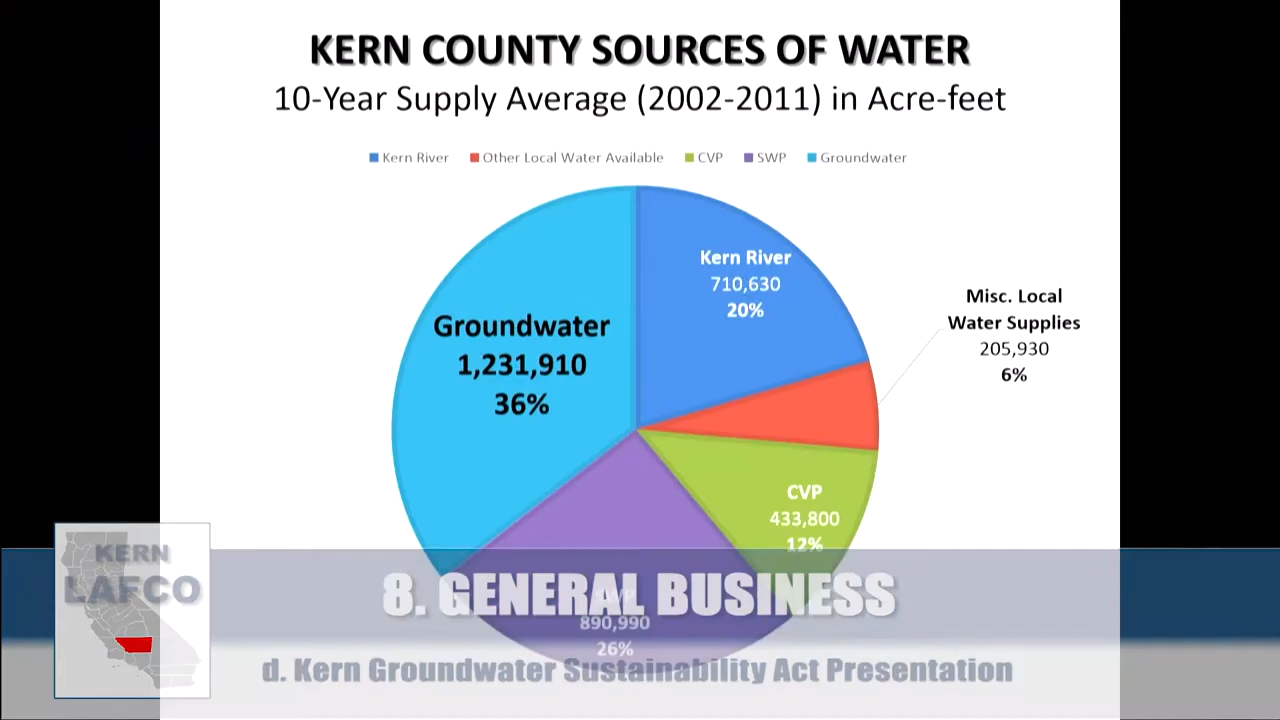 KERN COUNTY SOURCES OF WATER
10-Year Supply Average (2002-2011) in Acre-feet
Kern River Other Local Water Available CVP SWP Groundwater
Kern River
710,630
20%
Misc. Local
Water Supplies
205,930
6%
Groundwater
1,231,910
36%
CVP
433,800
12%
SWP
890,990
26%
KERN
LAFCO
8. GENERAL BUSINESS
d. Kern Groundwater Sustainability Act Presentation